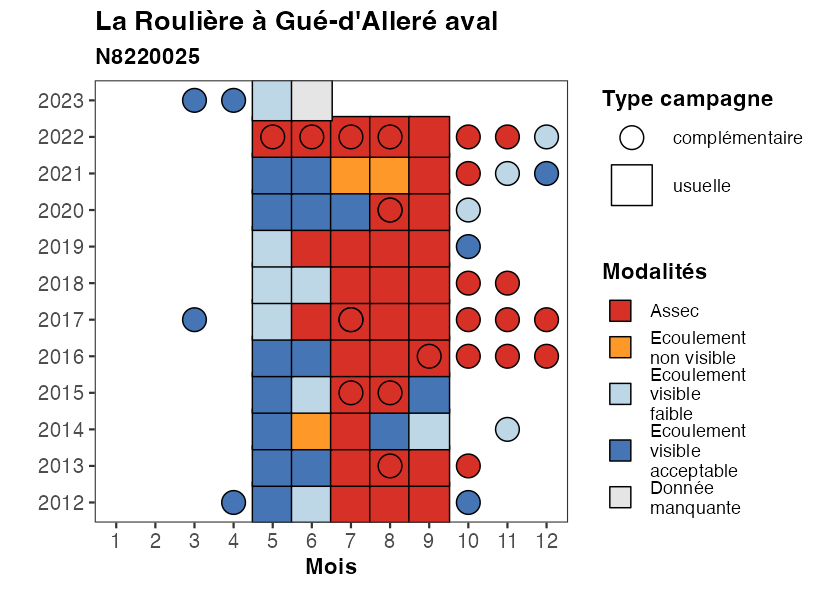 La Roulière à Gué-d'Alleré aval
N8220025
2023
2022
2021
2020
2019
2018
2017
2016
2015
2014
2013
2012
1 2 3 4 5 6 7 8 9 10 11 12
Mois
Type campagne
complémentaire
usuelle
Modalités
Assec
Ecoulement
non visible
Ecoulement
visible
faible
Ecoulement
visible
acceptable
Donnée
manquante